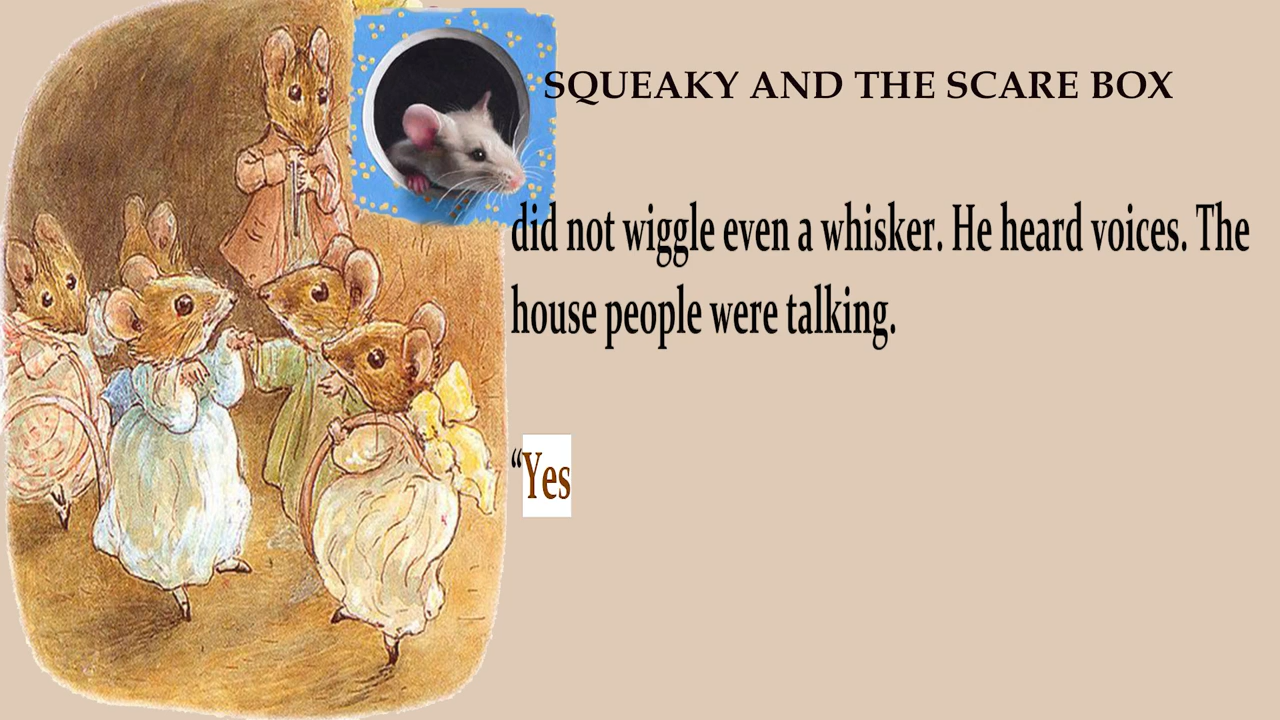 SQUEAKY AND THE SCARE BOX
did not wiggle even a whisker. He heard voices. The
house people were talking.
“Yes